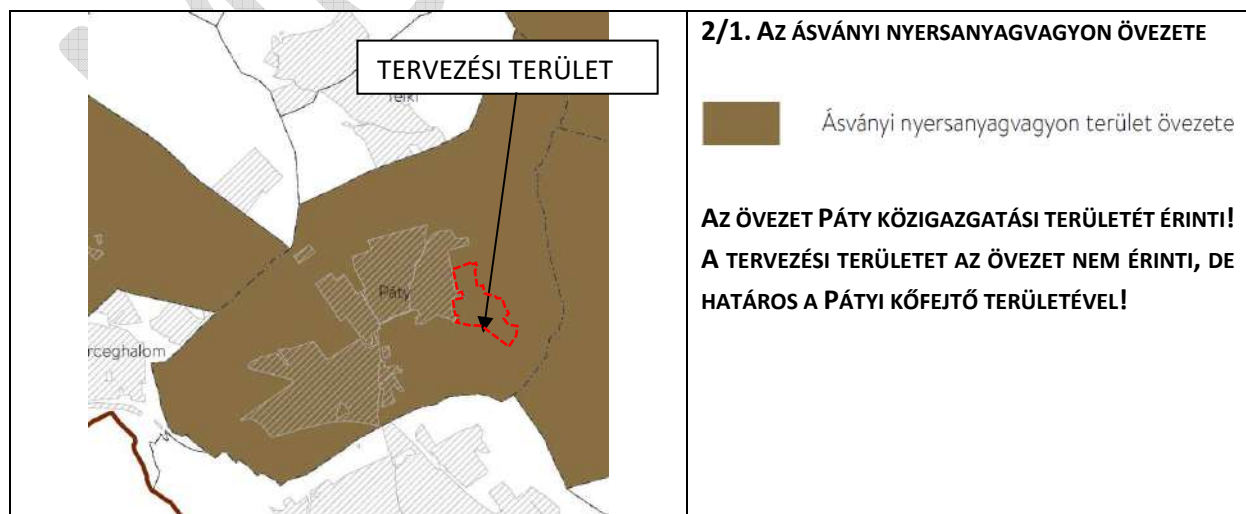 TERVEZÉSI TERÜLET
Telki
Páty
rceghalom
2/1. AZ ÁSVÁNYI NYERSANYAGVAGYON ÖVEZETE
Ásványi nyersanyagvagyon terület övezete
AZ ÖVEZET PÁTY KÖZIGAZGATÁSI TERÜLETÉT ÉRINTI!
A TERVEZÉSI TERÜLETET AZ ÖVEZET NEM ÉRINTI, DE
HATÁROS A PÁTYI KŐFEJTŐ TERÜLETÉVEL!